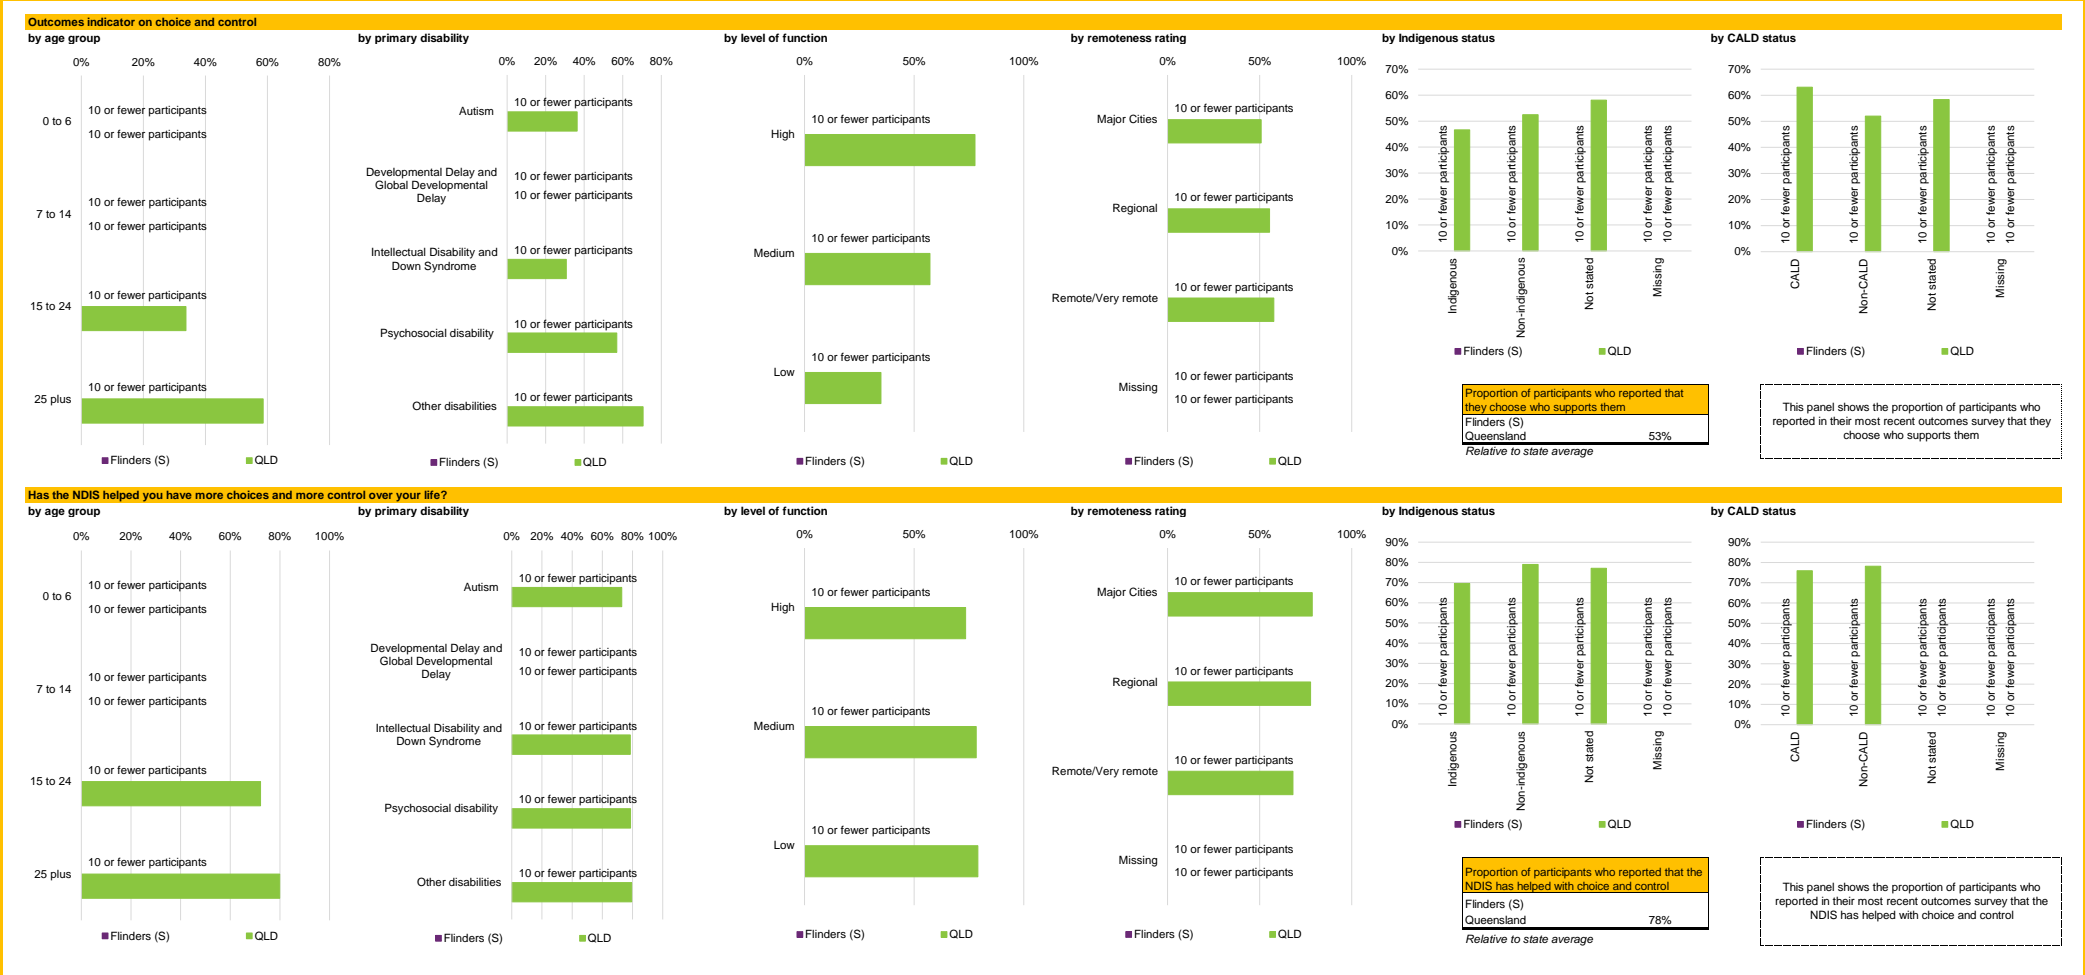 Outcomes indicator on choice and control
by age group
0% 20% 40% 60% 80%
0 to 6
10 or fewer participants
10 or fewer participants
7 to 14
10 or fewer participants
10 or fewer participants
15 to 24
10 or fewer participants
25 plus
10 or fewer participants
Flinders (S) QLD
by primary disability
0% 20% 40% 60% 80%
Autism
10 or fewer participants
Developmental Delay and
Global Developmental
Delay
10 or fewer participants
10 or fewer participants
Intellectual Disability and
Down Syndrome
10 or fewer participants
Psychosocial disability
10 or fewer participants
Other disabilities
10 or fewer participants
Flinders (S) QLD
by level of function
0% 50% 100%
High
10 or fewer participants
Medium
10 or fewer participants
Low
10 or fewer participants
Flinders (S) QLD
by remoteness rating
0% 50% 100%
Major Cities
10 or fewer participants
Regional
10 or fewer participants
Remote/Very remote
10 or fewer participants
Missing
10 or fewer participants
10 or fewer participants
Flinders (S) QLD
by Indigenous status
70%
60%
50%
40%
30%
20%
10%
0%
10 or fewer participants
10 or fewer participants
10 or fewer participants
10 or fewer participants
10 or fewer participants
Indigenous
Non-indigenous
Not stated
Missing
Flinders (S) QLD
by CALD status
70%
60%
50%
40%
30%
20%
10%
0%
10 or fewer participants
10 or fewer participants
10 or fewer participants
10 or fewer participants
10 or fewer participants
CALD
Non-CALD
Not stated
Missing
Flinders (S) QLD
Proportion of participants who reported that
they choose who supports them
Flinders (S)
Queensland 53%
Relative to state average
This panel shows the proportion of participants who
reported in their most recent outcomes survey that they
choose who supports them
Has the NDIS helped you have more choices and more control over your life?
by age group
0% 20% 40% 60% 80% 100%
0 to 6
10 or fewer participants
10 or fewer participants
7 to 14
10 or fewer participants
10 or fewer participants
15 to 24
10 or fewer participants
25 plus
10 or fewer participants
Flinders (S) QLD
by primary disability
0% 20% 40% 60% 80% 100%
Autism
10 or fewer participants
Developmental Delay and
Global Developmental
Delay
10 or fewer participants
10 or fewer participants
Intellectual Disability and
Down Syndrome
10 or fewer participants
Psychosocial disability
10 or fewer participants
Other disabilities
10 or fewer participants
Flinders (S) QLD
by level of function
0% 50% 100%
High
10 or fewer participants
Medium
10 or fewer participants
Low
10 or fewer participants
Flinders (S) QLD
by remoteness rating
0% 50% 100%
Major Cities
10 or fewer participants
Regional
10 or fewer participants
Remote/Very remote
10 or fewer participants
Missing
10 or fewer participants
10 or fewer participants
Flinders (S) QLD
by Indigenous status
90%
80%
70%
60%
50%
40%
30%
20%
10%
0%
10 or fewer participants
10 or fewer participants
10 or fewer participants
10 or fewer participants
10 or fewer participants
Indigenous
Non-indigenous
Not stated
Missing
Flinders (S) QLD
by CALD status
90%
80%
70%
60%
50%
40%
30%
20%
10%
0%
10 or fewer participants
10 or fewer participants
10 or fewer participants
10 or fewer participants
10 or fewer participants
10 or fewer participants
CALD
Non-CALD
Not stated
Missing
Flinders (S) QLD
Proportion of participants who reported that the
NDIS has helped with choice and control
Flinders (S)
Queensland 78%
Relative to state average
This panel shows the proportion of participants who
reported in their most recent outcomes survey that the
NDIS has helped with choice and control